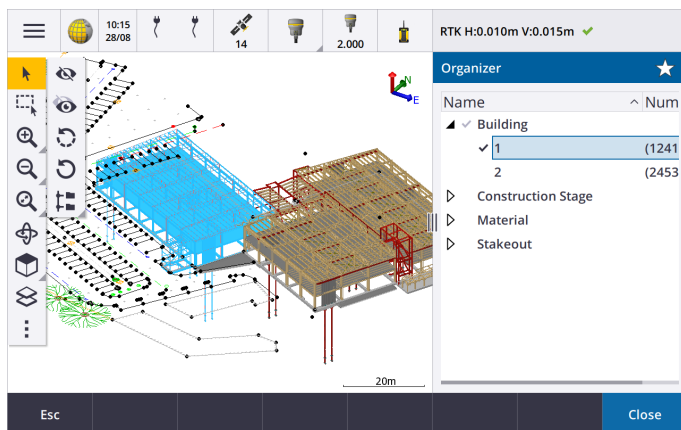 10:15
28/08
14
2.000
RTK H:0.010m V:0.015m
Organizer
Name Num
Building
1 (1241
2 (2453
Construction Stage
Material
Stakeout
N
E
20m
Esc
Close